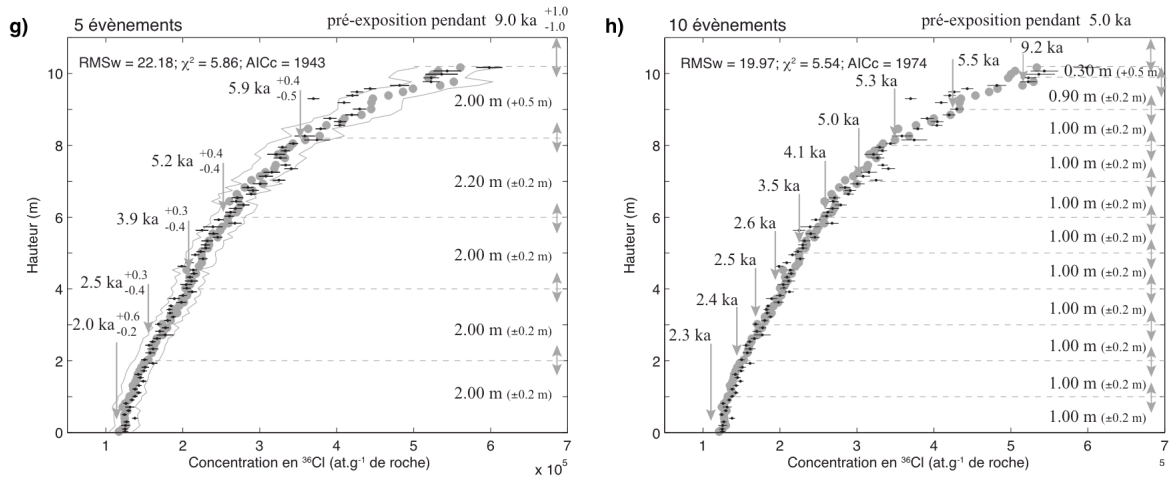 g)
5 évènements
pré-exposition pendant 9.0 ka +1.0 -1.0
RMSw = 22.18; χ² = 5.86; AICc = 1943
5.9 ka +0.4 -0.5
2.00 m (+0.5 m)
5.2 ka +0.4 -0.4
2.20 m (±0.2 m)
3.9 ka +0.3 -0.4
2.00 m (±0.2 m)
2.5 ka +0.3 -0.4
2.00 m (±0.2 m)
2.0 ka +0.6 -0.2
2.00 m (±0.2 m)
Hauteur (m)
10
8
6
4
2
0
1 2 3 4 5 6 7
Concentration en ³⁶Cl (at.g⁻¹ de roche)
x 10⁵
h)
10 évènements
pré-exposition pendant 5.0 ka
RMSw = 19.97; χ² = 5.54; AICc = 1974
9.2 ka
5.5 ka
5.3 ka
5.0 ka
4.1 ka
3.5 ka
2.6 ka
2.5 ka
2.4 ka
2.3 ka
0.30 m (+0.5 m)
0.90 m (±0.2 m)
1.00 m (±0.2 m)
1.00 m (±0.2 m)
1.00 m (±0.2 m)
1.00 m (±0.2 m)
1.00 m (±0.2 m)
1.00 m (±0.2 m)
1.00 m (±0.2 m)
1.00 m (±0.2 m)
1.00 m (±0.2 m)
Hauteur (m)
10
8
6
4
2
0
1 2 3 4 5 6 7
Concentration en ³⁶Cl (at.g⁻¹ de roche)
5